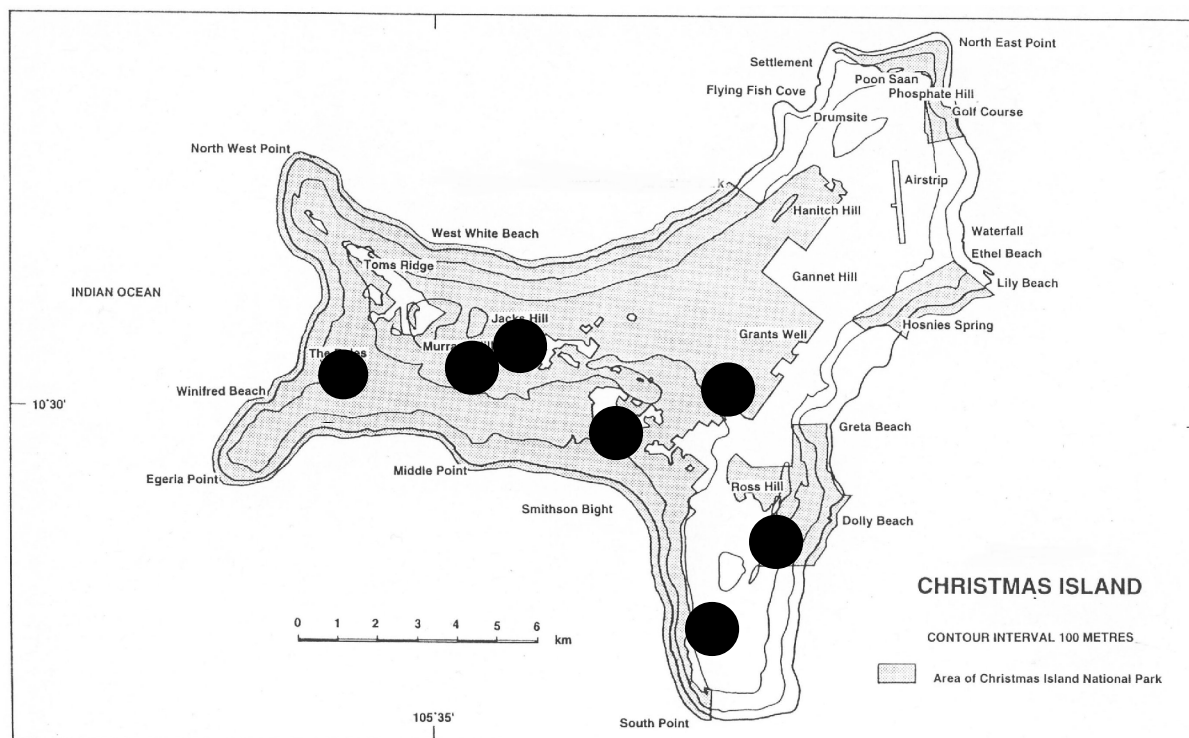 North East Point
Settlement
Poon Saan
Flying Fish Cove
Phosphate Hill
Golf Course
Drumsite
North West Point
Airstrip
Hanitch Hill
West White Beach
Waterfall
Ethel Beach
Toms Ridge
Gannet Hill
Lily Beach
INDIAN OCEAN
Jacks Hill
Hosnies Spring
Grants Well
The
Winifred Beach
10°30'
Greta Beach
Middle Point
Egeria Point
Ross Hill
Smithson Bight
Dolly Beach
CHRISTMAS ISLAND
0 1 2 3 4 5 6
km
CONTOUR INTERVAL 100 METRES
Area of Christmas Island National Park
105°35'
South Point